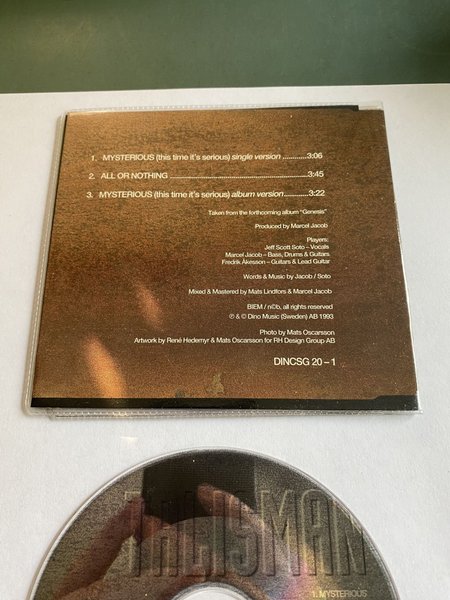 1. MYSTERIOUS (this time it's serious) single version ............3:06
2. ALL OR NOTHING ..........................................................3:45
3. MYSTERIOUS (this time it's serious) album version...........3:22
Taken from the forthcoming album "Genesis"
Produced by Marcel Jacob
Players:
Jeff Scott Soto – Vocals
Marcel Jacob – Bass, Drums & Guitars
Fredrik Åkesson – Guitars & Lead Guitar
Words & Music by Jacob / Soto
Mixed & Mastered by Mats Lindfors & Marcel Jacob
BIEM / n©b, all rights reserved
℗ & © Dino Music (Sweden) AB 1993
Photo by Mats Oscarsson
Artwork by René Hedemyr & Mats Oscarsson for RH Design Group AB
DINCSG 20 – 1
TALISMAN
1. MYSTERIOUS